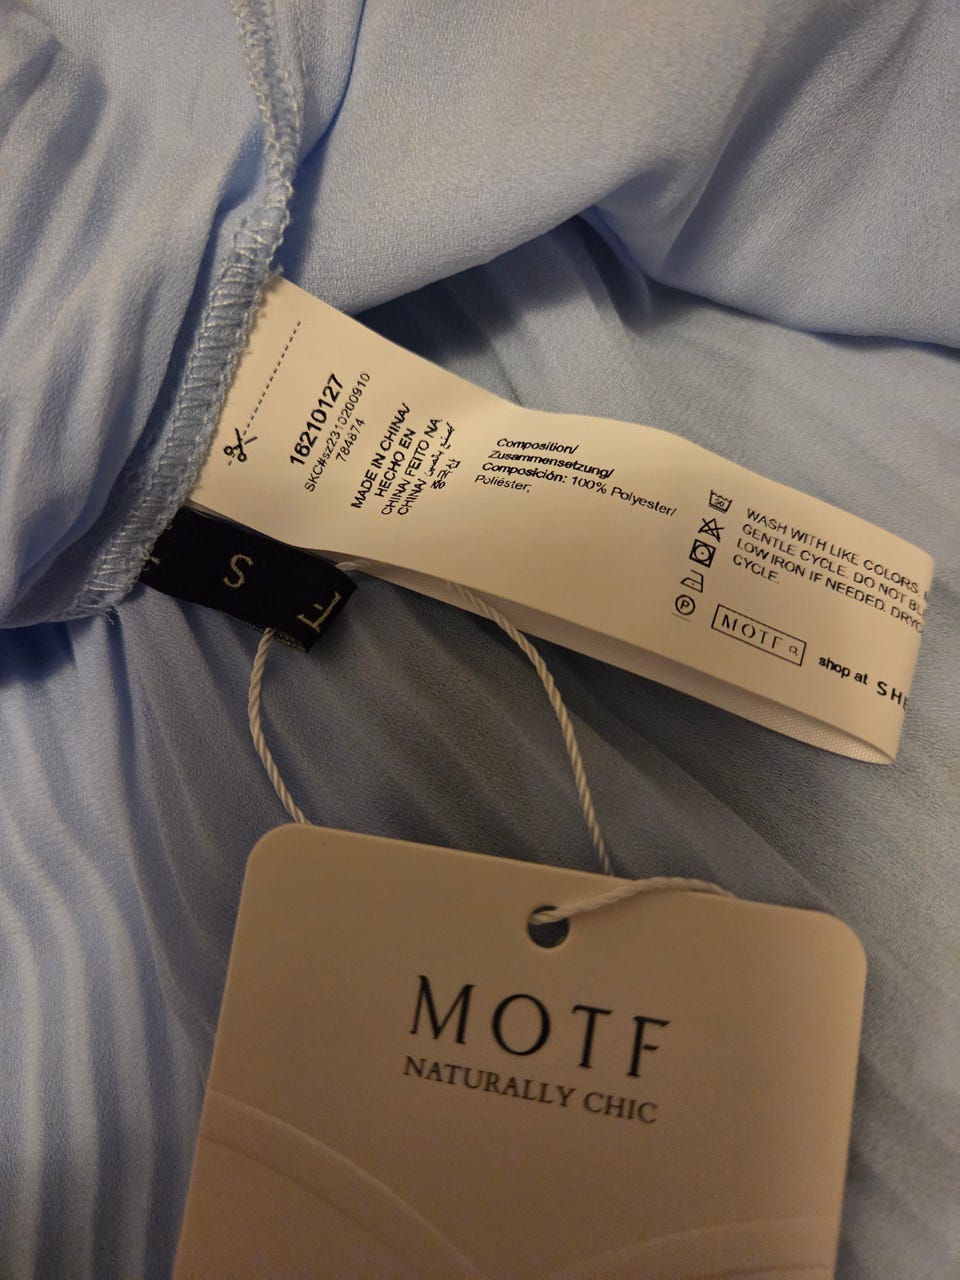 16210127
SKC#sz2310200910
784874
MADE IN CHINA/
HECHO EN
CHINA/ FEITO NA
CHINA/
Composition/
Zusammensetzung/
Composición: 100% Polyester/
Poliéster;
30
WASH WITH LIKE COLORS,
GENTLE CYCLE. DO NOT BL
LOW IRON IF NEEDED. DRYC
CYCLE.
P
MOTF
shop at SHE
S
F
MOTF
NATURALLY CHIC